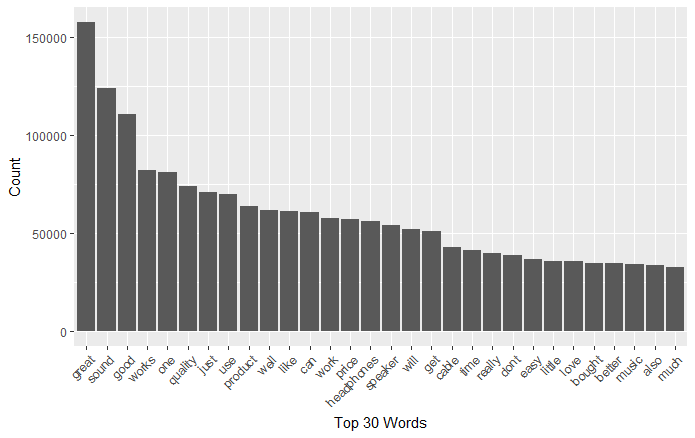 150000
100000
50000
0
Count
great
sound
good
works
one
quality
just
use
product
well
like
can
work
price
headphones
speaker
will
get
cable
time
really
dont
easy
little
love
bought
better
music
also
much
Top 30 Words